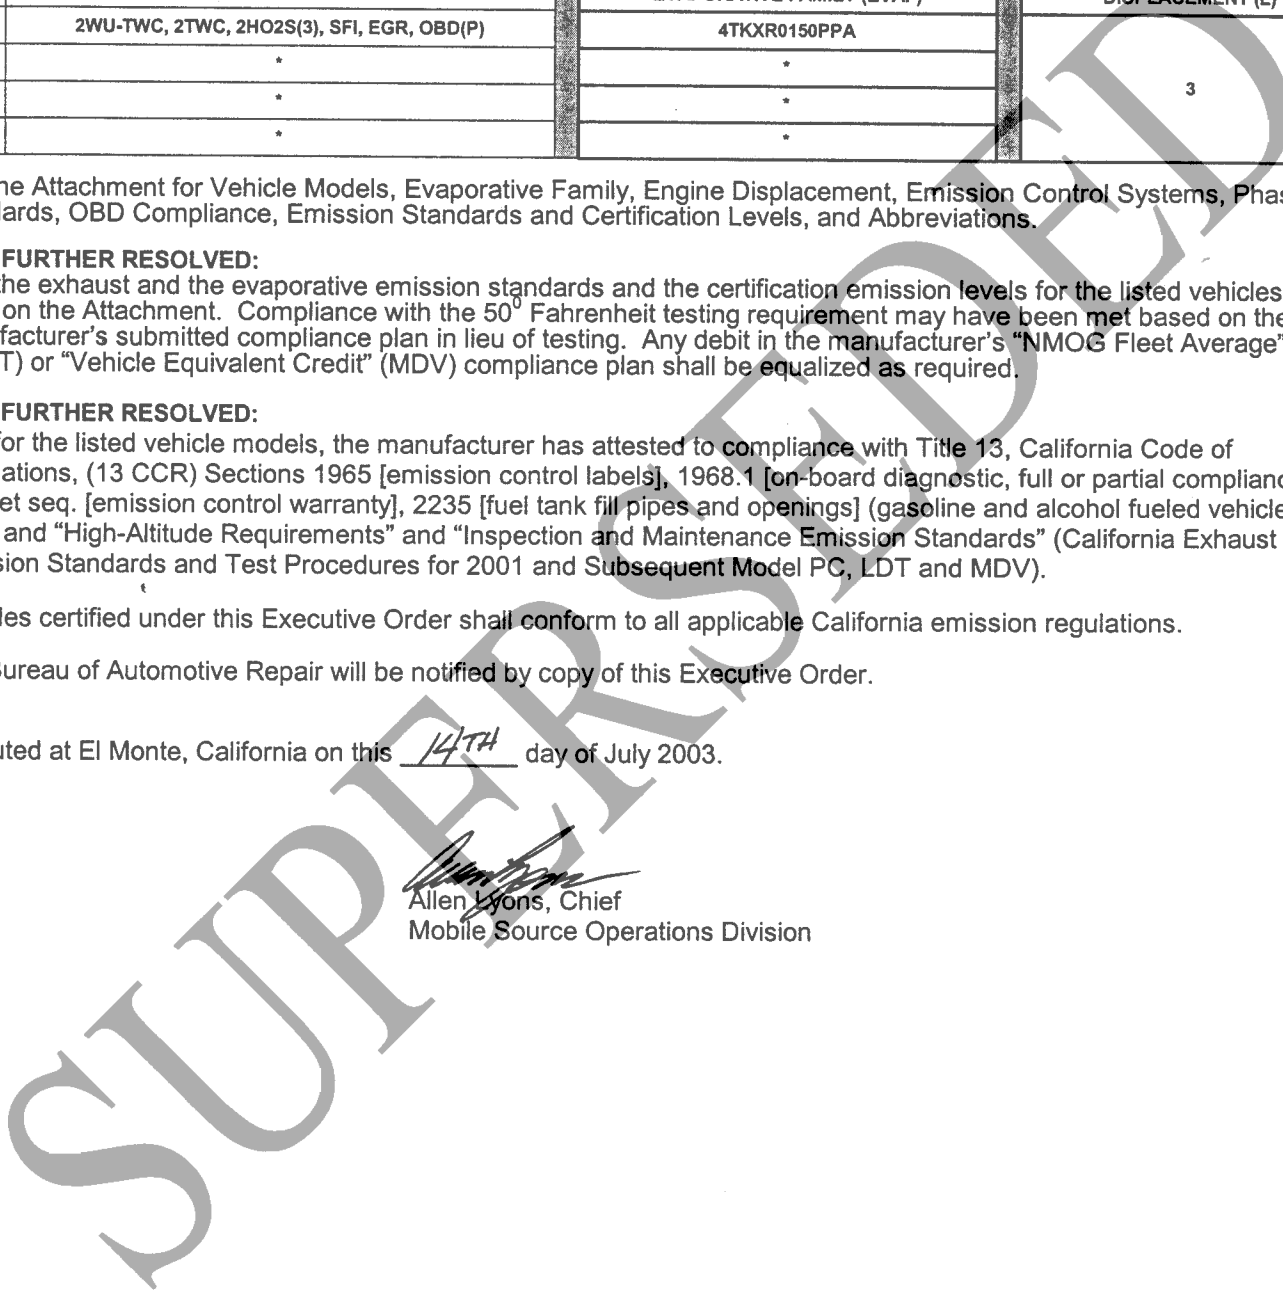 2WU-TWC, 2TWC, 2HO2S(3), SFI, EGR, OBD(P) 4TKXR0150PPA
* *
* * 3
* *
he Attachment for Vehicle Models, Evaporative Family, Engine Displacement, Emission Control Systems, Phas
lards, OBD Compliance, Emission Standards and Certification Levels, and Abbreviations.
FURTHER RESOLVED:
the exhaust and the evaporative emission standards and the certification emission levels for the listed vehicles
on the Attachment. Compliance with the 50⁰ Fahrenheit testing requirement may have been met based on the
facturer's submitted compliance plan in lieu of testing. Any debit in the manufacturer's “NMOG Fleet Average”
T) or “Vehicle Equivalent Credit” (MDV) compliance plan shall be equalized as required.
FURTHER RESOLVED:
or the listed vehicle models, the manufacturer has attested to compliance with Title 13, California Code of
ations, (13 CCR) Sections 1965 [emission control labels], 1968.1 [on-board diagnostic, full or partial complianc
et seq. [emission control warranty], 2235 [fuel tank fill pipes and openings] (gasoline and alcohol fueled vehicle
and “High-Altitude Requirements” and “Inspection and Maintenance Emission Standards” (California Exhaust
sion Standards and Test Procedures for 2001 and Subsequent Model PC, LDT and MDV).
les certified under this Executive Order shall conform to all applicable California emission regulations.
Bureau of Automotive Repair will be notified by copy of this Executive Order.
uted at El Monte, California on this 14TH day of July 2003.
Allen Lyons, Chief
Mobile Source Operations Division
SUPERSEDED